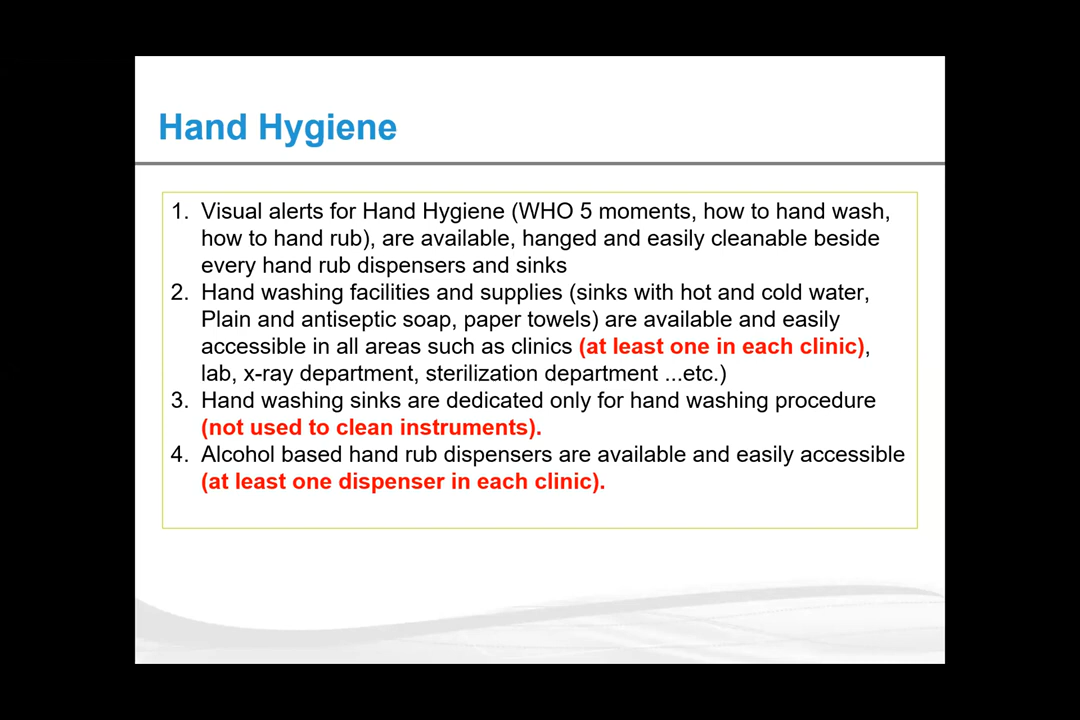 Hand Hygiene
1. Visual alerts for Hand Hygiene (WHO 5 moments, how to hand wash,
how to hand rub), are available, hanged and easily cleanable beside
every hand rub dispensers and sinks
2. Hand washing facilities and supplies (sinks with hot and cold water,
Plain and antiseptic soap, paper towels) are available and easily
accessible in all areas such as clinics (at least one in each clinic),
lab, x-ray department, sterilization department ...etc.)
3. Hand washing sinks are dedicated only for hand washing procedure
(not used to clean instruments).
4. Alcohol based hand rub dispensers are available and easily accessible
(at least one dispenser in each clinic).